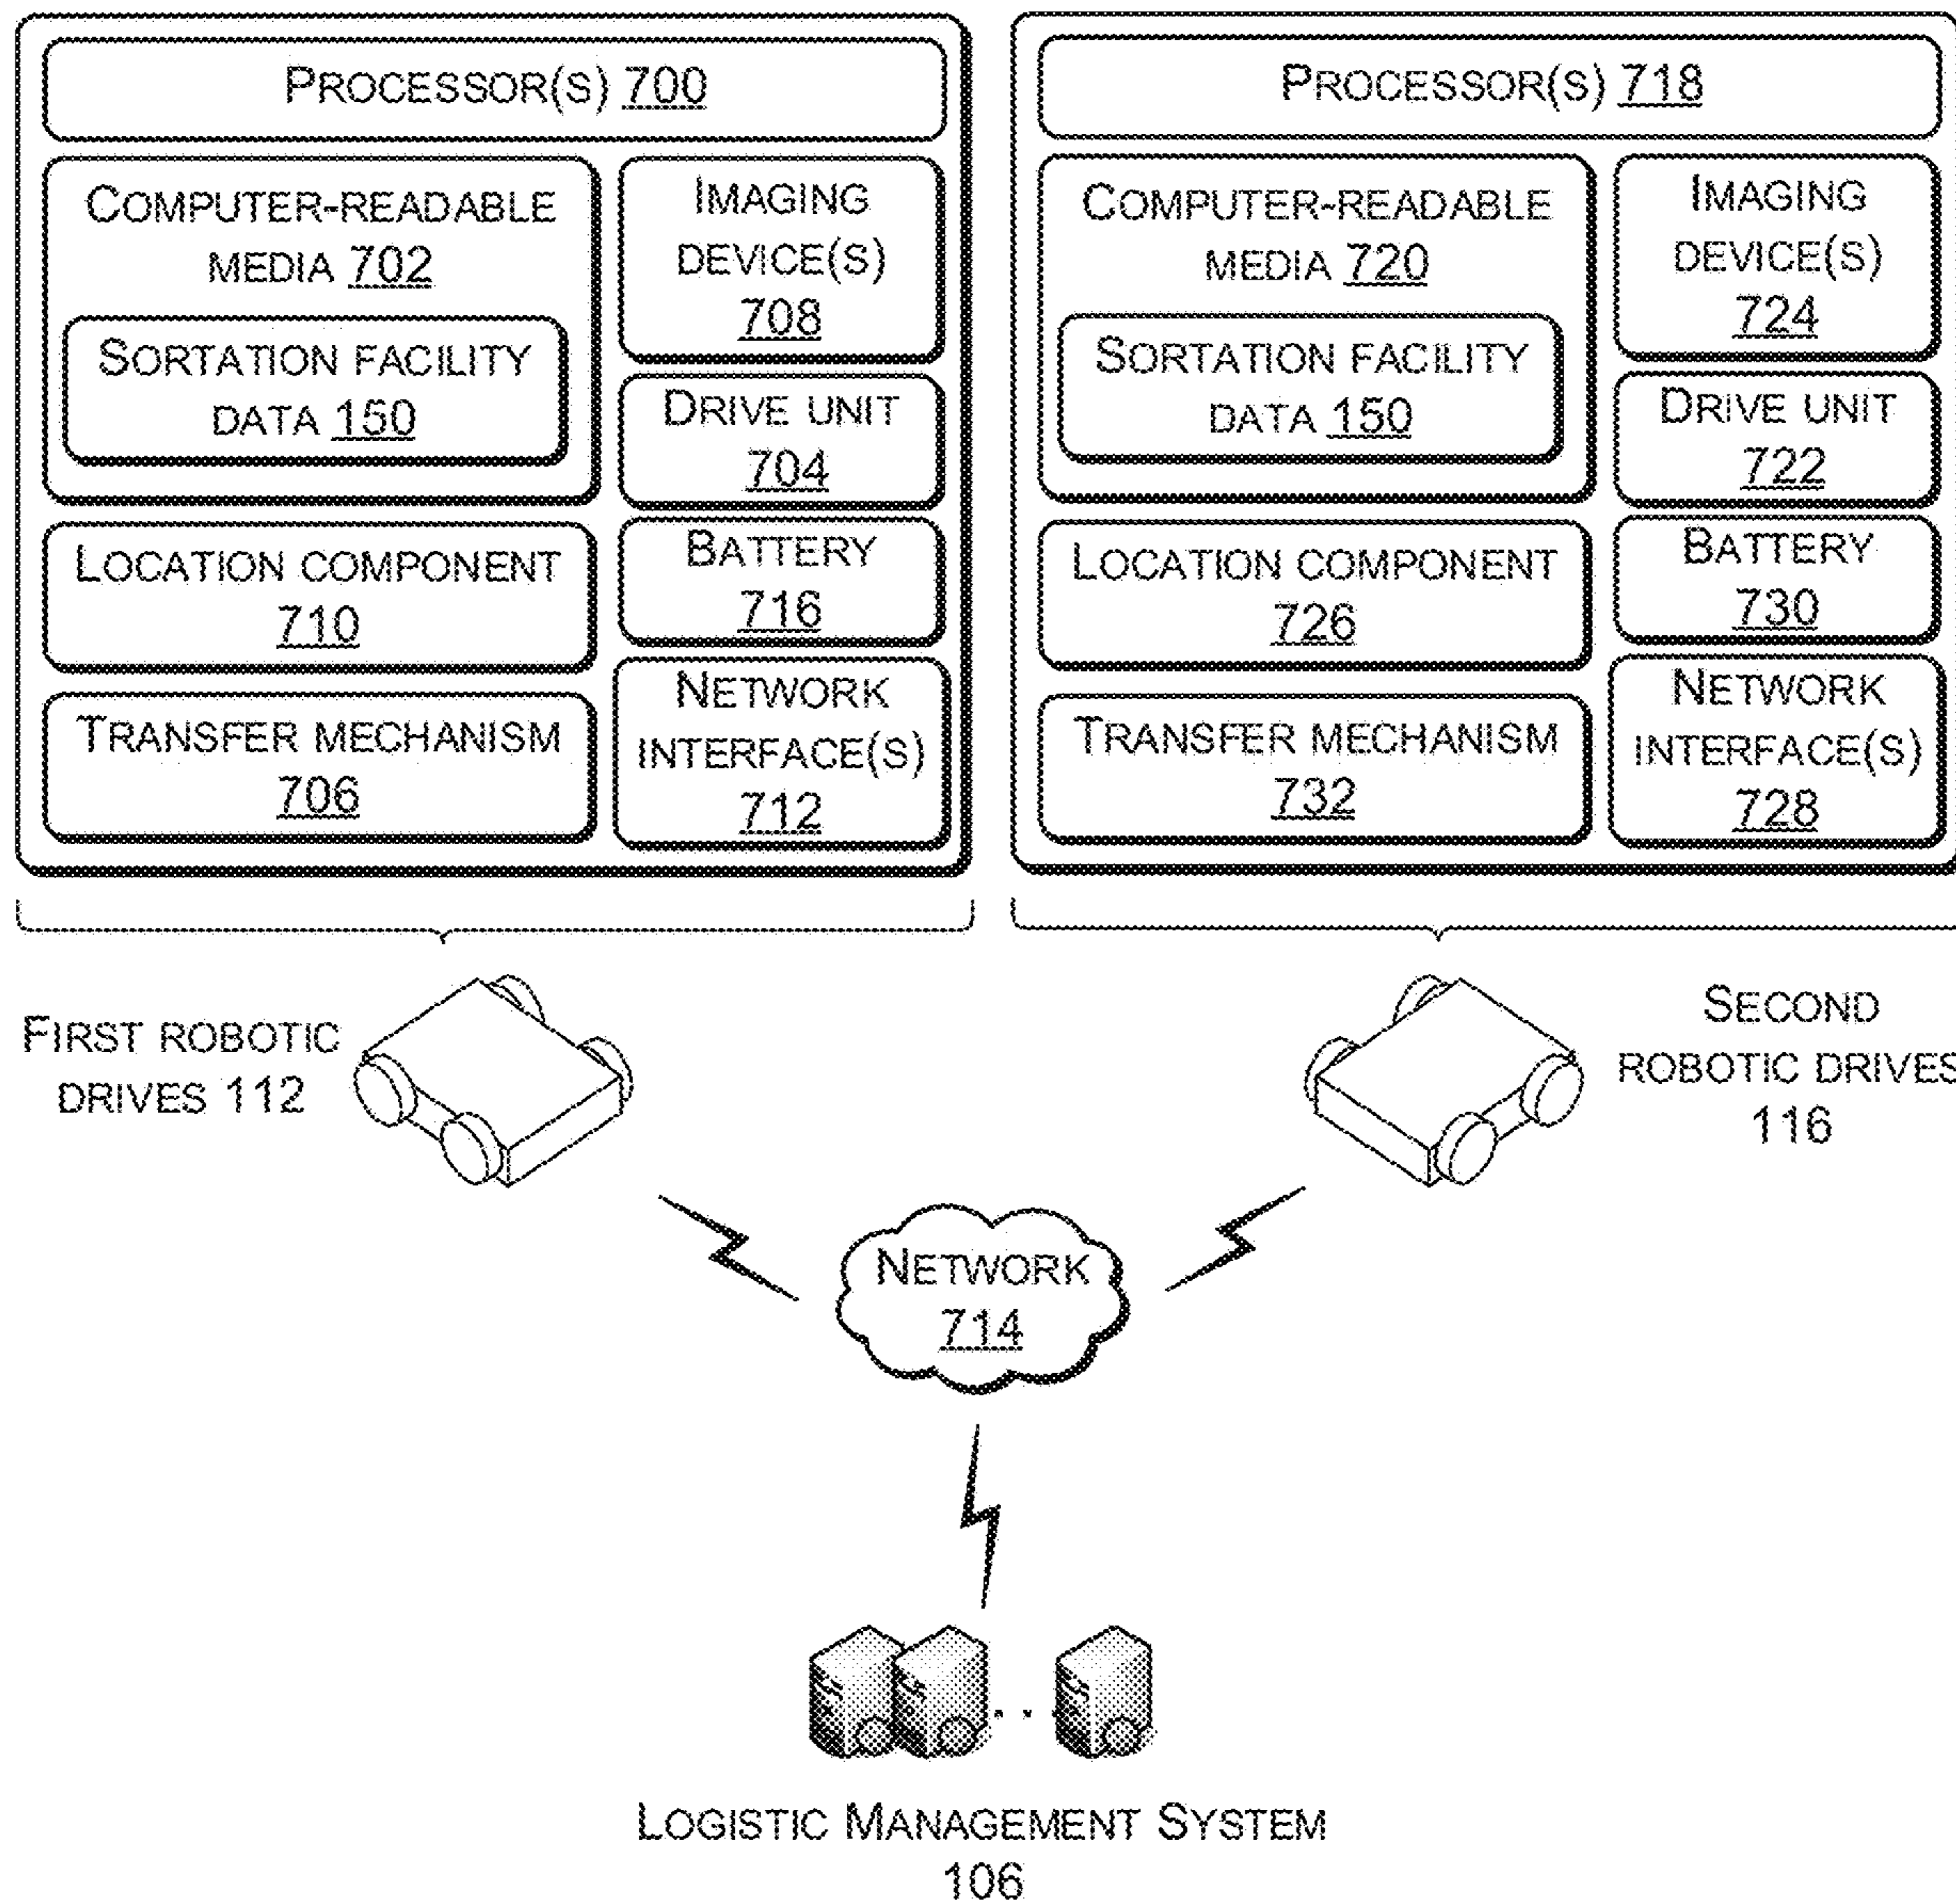 PROCESSOR(S) 700
COMPUTER-READABLE
MEDIA 702
SORTATION FACILITY
DATA 150
IMAGING
DEVICE(S)
708
DRIVE UNIT
704
LOCATION COMPONENT
710
BATTERY
716
TRANSFER MECHANISM
706
NETWORK
INTERFACE(S)
712
PROCESSOR(S) 718
COMPUTER-READABLE
MEDIA 720
SORTATION FACILITY
DATA 150
IMAGING
DEVICE(S)
724
DRIVE UNIT
722
LOCATION COMPONENT
726
BATTERY
730
TRANSFER MECHANISM
732
NETWORK
INTERFACE(S)
728
FIRST ROBOTIC
DRIVES 112
SECOND
ROBOTIC DRIVES
116
NETWORK
714
LOGISTIC MANAGEMENT SYSTEM
106